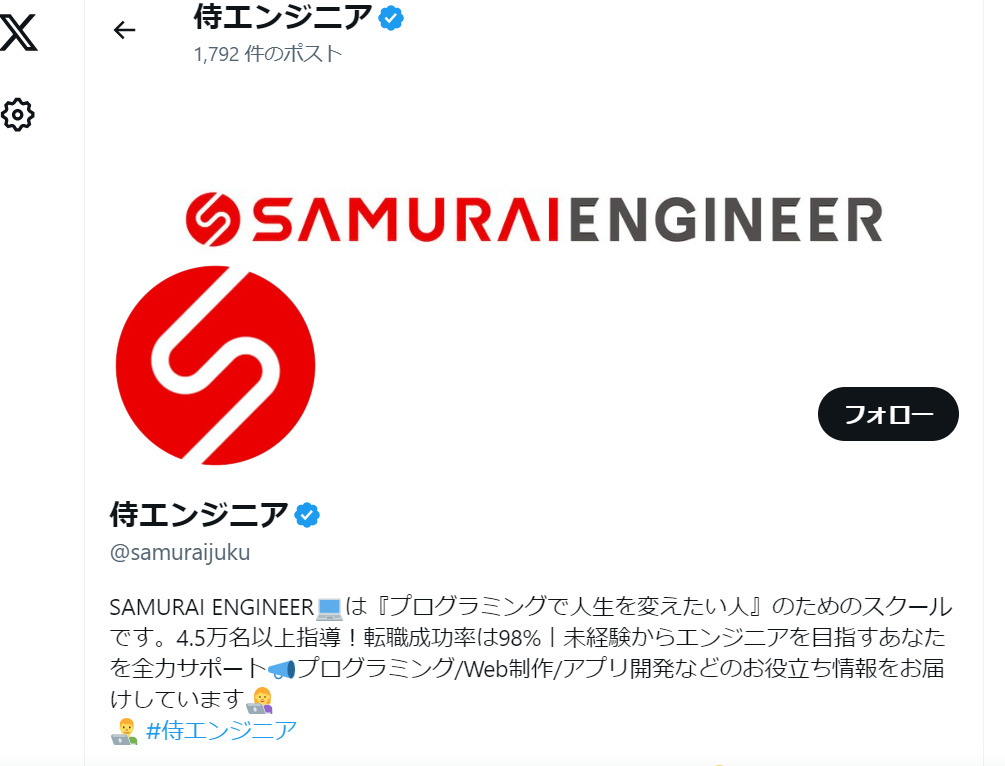 侍エンジニア
1,792 件のポスト
SAMURAIENGINEER
フォロー
侍エンジニア
@samuraijuku
SAMURAI ENGINEER💻は『プログラミングで人生を変えたい人』のためのスクール
です。4.5万名以上指導！転職成功率は98%｜未経験からエンジニアを目指すあなた
を全力サポート📣プログラミング/Web制作/アプリ開発などのお役立ち情報をお届
けしています👩‍💻
👨‍💻 #侍エンジニア